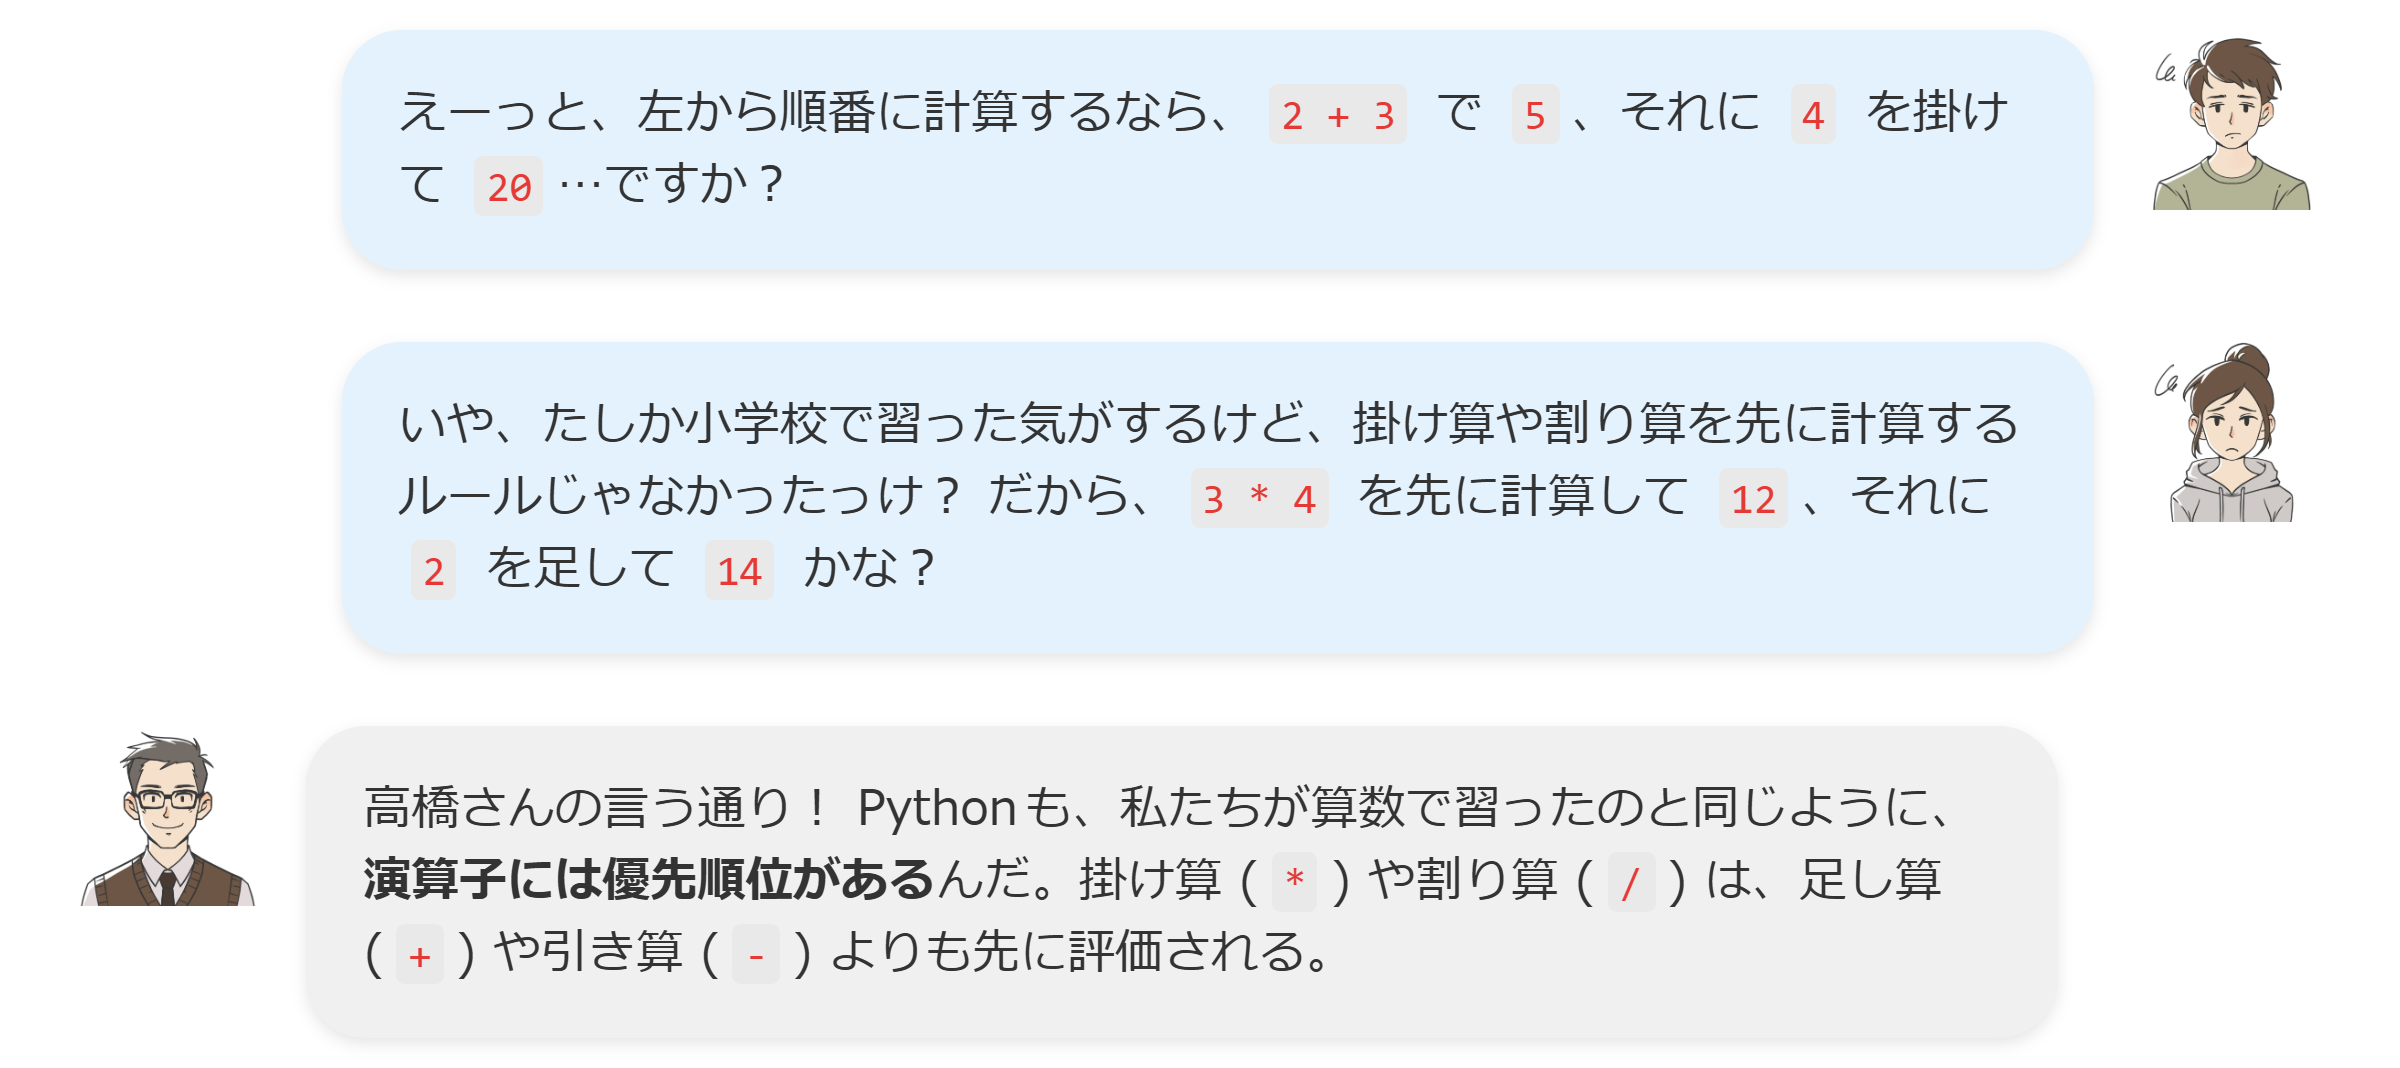 えーっと、左から順番に計算するなら、 2 + 3 で 5 、それに 4 を掛け
て 20 …ですか？
いや、たしか小学校で習った気がするけど、掛け算や割り算を先に計算する
ルールじゃなかったっけ？ だから、 3 * 4 を先に計算して 12 、それに
2 を足して 14 かな？
高橋さんの言う通り！ Pythonも、私たちが算数で習ったのと同じように、
演算子には優先順位があるんだ。掛け算 ( * ) や割り算 ( / ) は、足し算
( + ) や引き算 ( - ) よりも先に評価される。